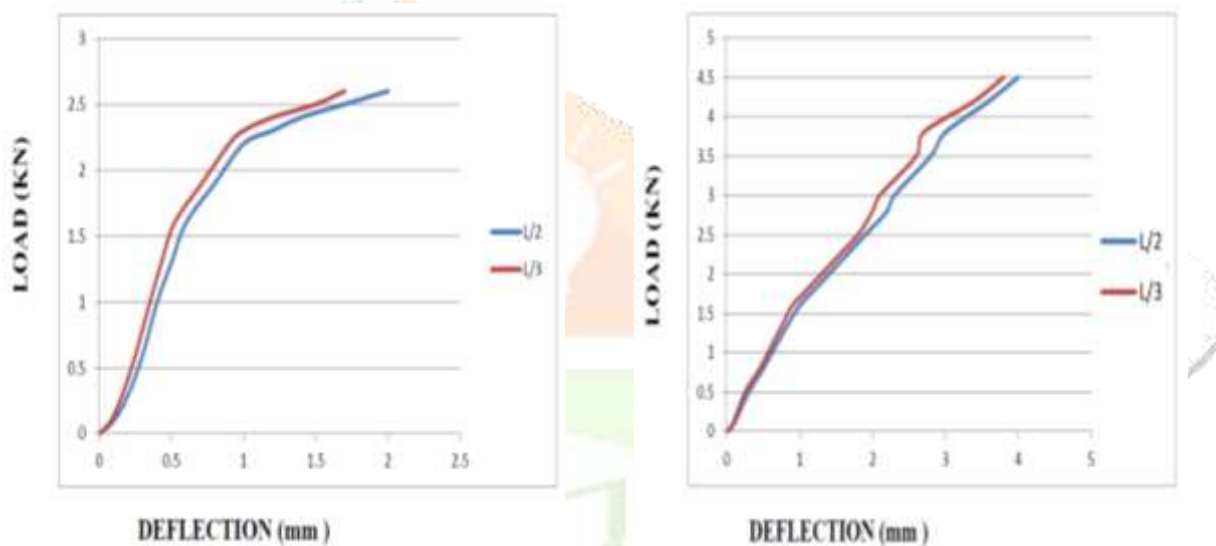 3
2.5
2
1.5
1
0.5
0
0 0.5 1 1.5 2 2.5
LOAD (KN)
DEFLECTION (mm )
L/2
L/3
5
4.5
4
3.5
3
2.5
2
1.5
1
0.5
0
0 1 2 3 4 5
LOAD (KN)
DEFLECTION (mm )
L/2
L/3